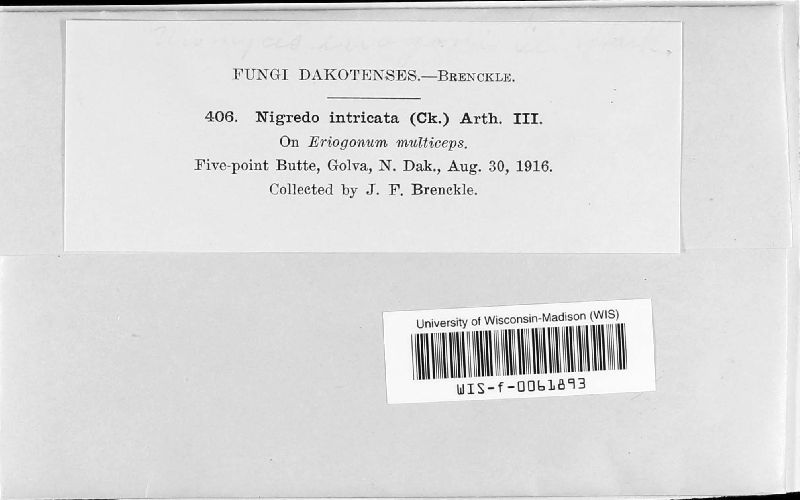 FUNGI DAKOTENSES.—BRENCKLE.
406. Nigredo intricata (Ck.) Arth. III.
On Eriogonum multiceps.
Five-point Butte, Golva, N. Dak., Aug. 30, 1916.
Collected by J. F. Brenckle.
University of Wisconsin-Madison (WIS)
WIS-f-0061893